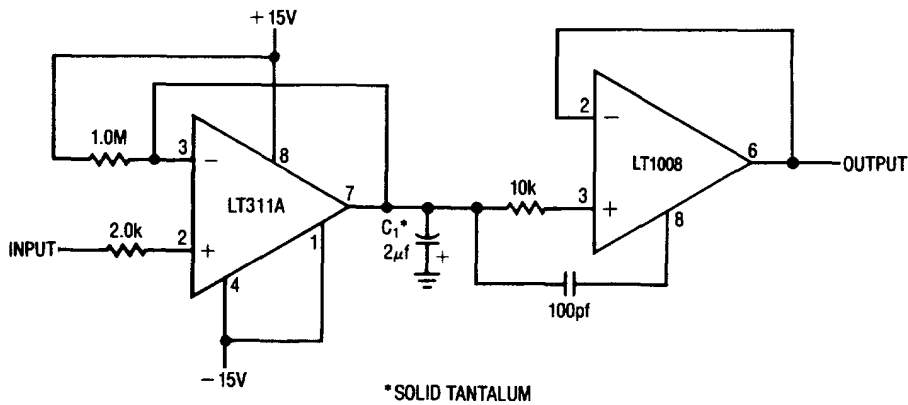 +15V
1.0M
3
−
8
LT311A
7
INPUT
2.0k
2
+
1
4
−15V
C₁*
2μf
+
10k
100pf
2
−
LT1008
6
OUTPUT
3
+
8
*SOLID TANTALUM